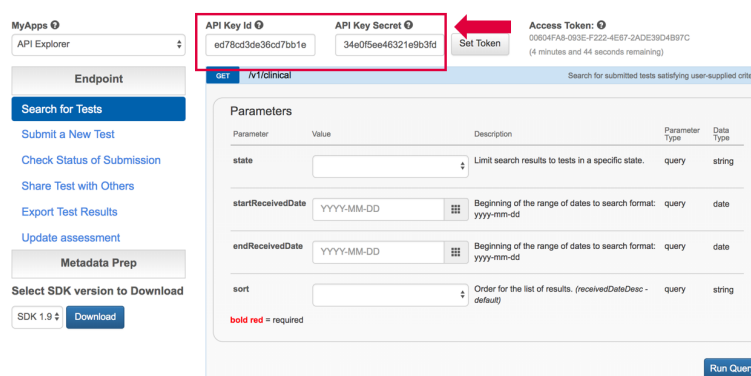 MyApps
API Explorer
API Key Id
API Key Secret
ed78cd3de36cd7bb1e
34e0f5ee46321e9b3fd
Set Token
Access Token:
00604FA8-093E-F222-4E67-2ADE39D4B97C
(4 minutes and 44 seconds remaining)
Endpoint
Search for Tests
Submit a New Test
Check Status of Submission
Share Test with Others
Export Test Results
Update assessment
Metadata Prep
Select SDK version to Download
SDK 1.9
Download
GET /v1/clinical
Search for submitted tests satisfying user-supplied crite
Parameters
Parameter Value Description Parameter Type Data Type
state Limit search results to tests in a specific state. query string
startReceivedDate YYYY-MM-DD Beginning of the range of dates to search format: query date
yyyy-mm-dd
endReceivedDate YYYY-MM-DD Beginning of the range of dates to search format: query date
yyyy-mm-dd
sort Order for the list of results. (receivedDateDesc - query string
default)
bold red = required
Run Quer